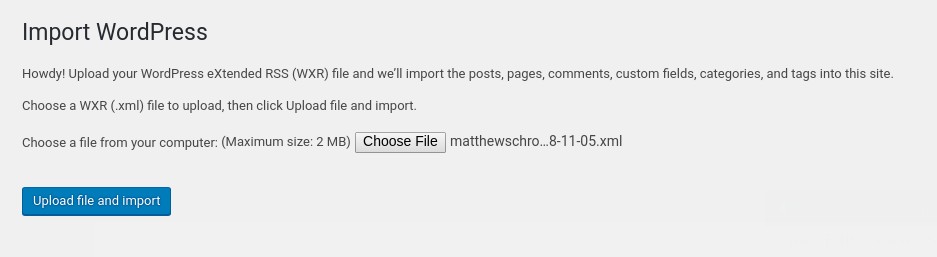 Import WordPress
Howdy! Upload your WordPress eXtended RSS (WXR) file and we'll import the posts, pages, comments, custom fields, categories, and tags into this site.
Choose a WXR (.xml) file to upload, then click Upload file and import.
Choose a file from your computer: (Maximum size: 2 MB) Choose File matthewschro...8-11-05.xml
Upload file and import